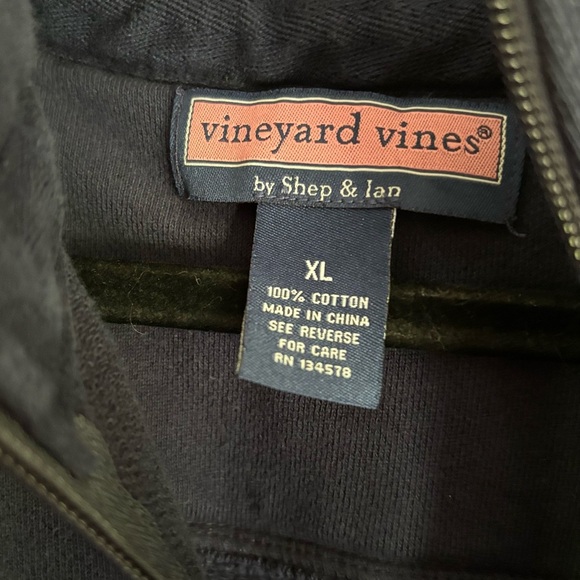 vineyard vines®
by Shep & Ian
XL
100% COTTON
MADE IN CHINA
SEE REVERSE
FOR CARE
RN 134578